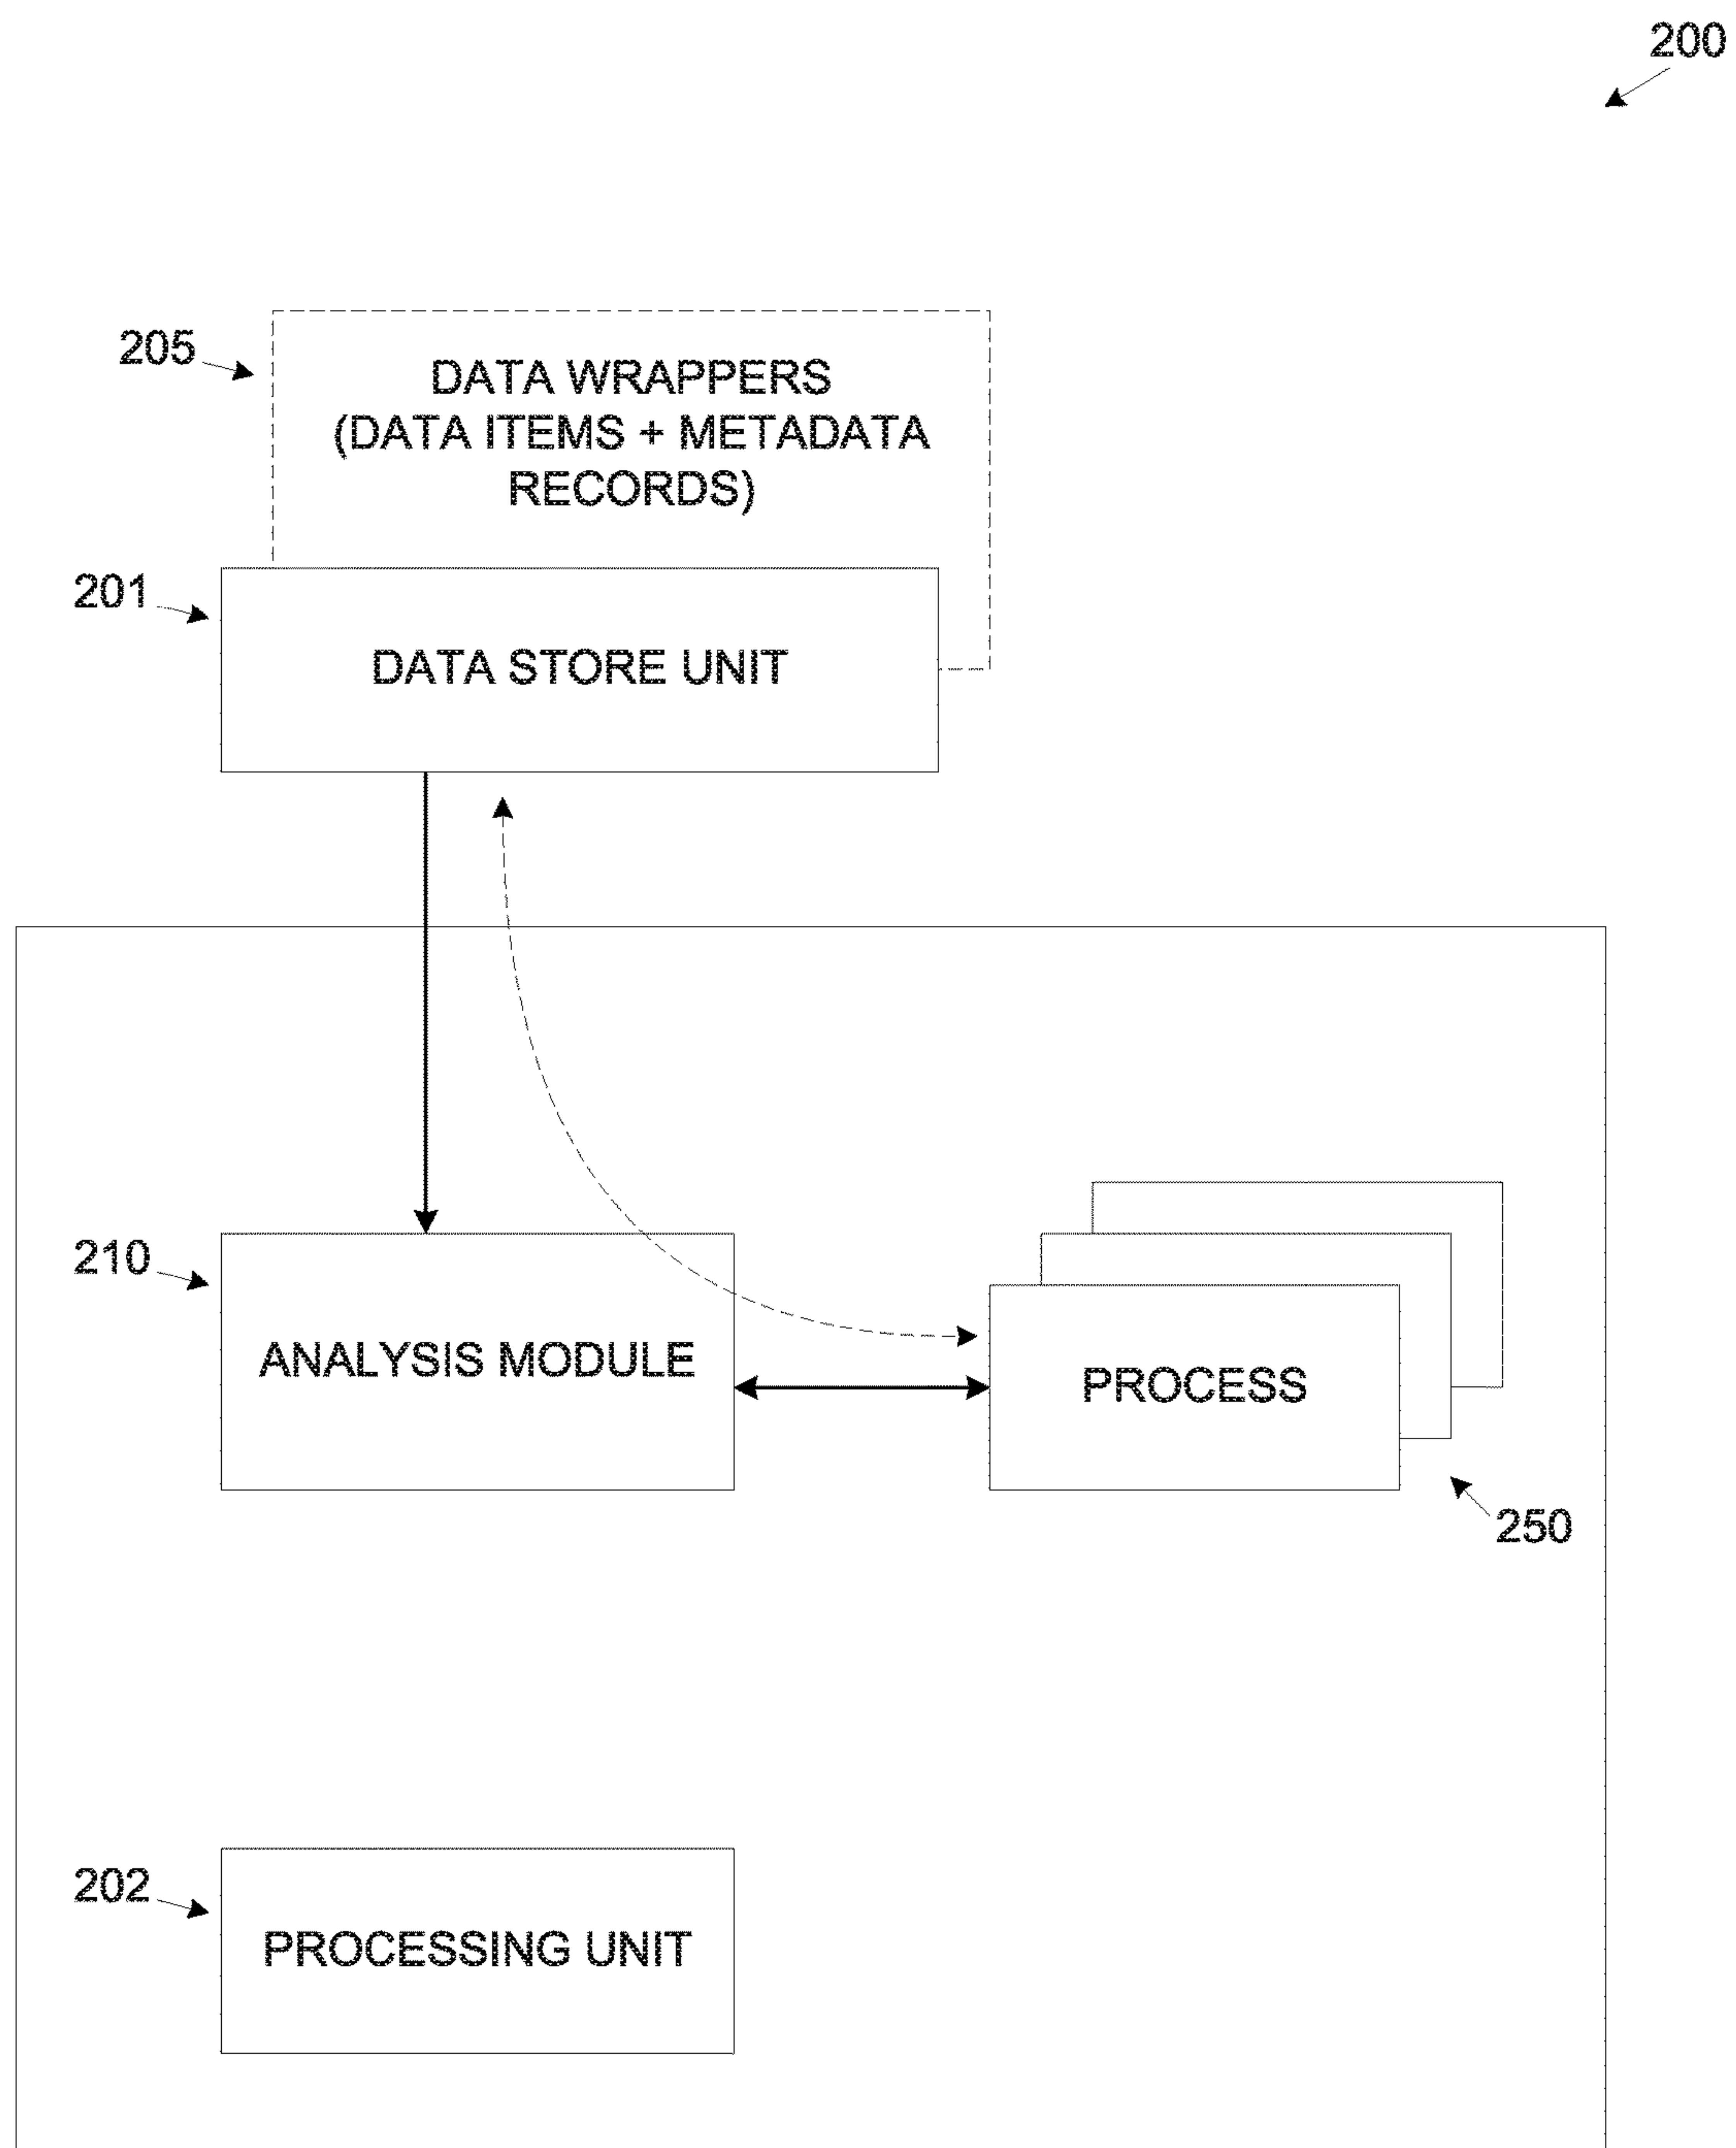 200
205
DATA WRAPPERS
(DATA ITEMS + METADATA
RECORDS)
201
DATA STORE UNIT
210
ANALYSIS MODULE
PROCESS
250
202
PROCESSING UNIT